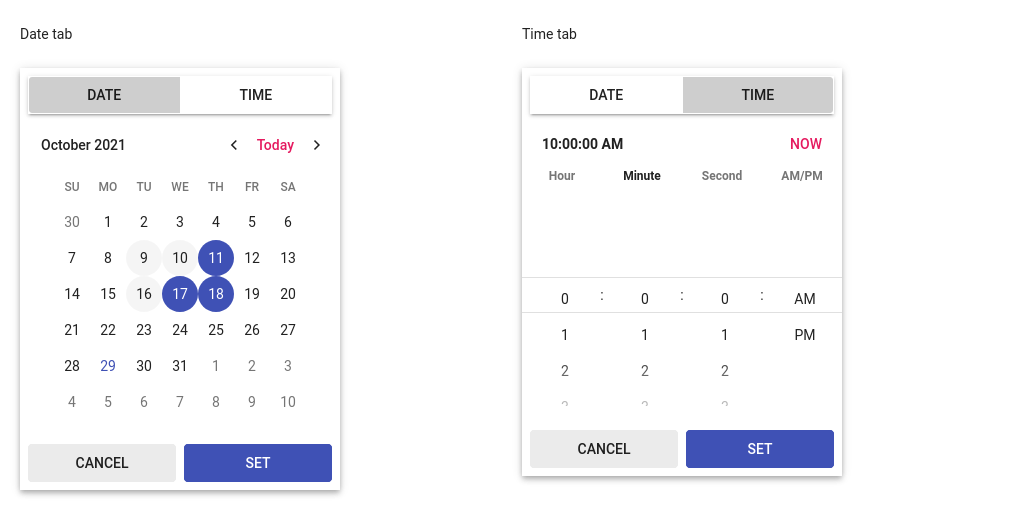 Date tab
DATE TIME
October 2021 Today
SU MO TU WE TH FR SA
30 1 2 3 4 5 6
7 8 9 10 11 12 13
14 15 16 17 18 19 20
21 22 23 24 25 26 27
28 29 30 31 1 2 3
4 5 6 7 8 9 10
CANCEL SET
Time tab
DATE TIME
10:00:00 AM NOW
Hour Minute Second AM/PM
0 : 0 : 0 : AM
1 1 1 PM
2 2 2
CANCEL SET